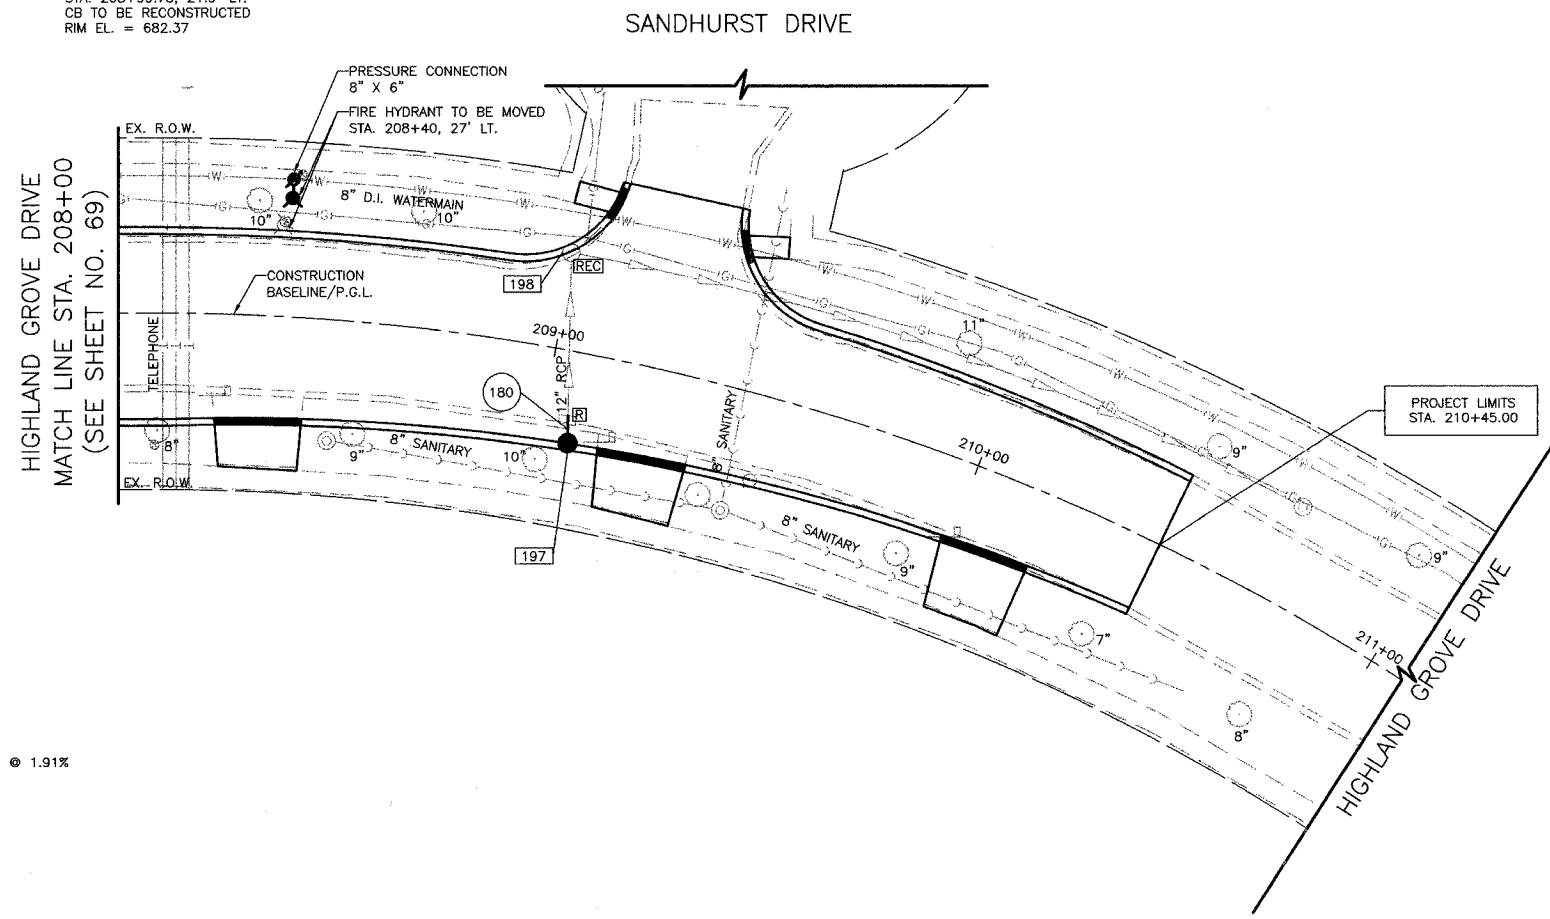 CB TO BE RECONSTRUCTED
RIM EL. = 682.37
SANDHURST DRIVE
PRESSURE CONNECTION
8" X 6"
FIRE HYDRANT TO BE MOVED
STA. 208+40, 27' LT.
EX. R.O.W.
HIGHLAND GROVE DRIVE
MATCH LINE STA. 208+00
(SEE SHEET NO. 69)
W
W
W
W
W
W
W
W
W
W
W
G
G
G
G
G
G
G
G
G
G
G
8" D.I. WATERMAIN
10"
10"
CONSTRUCTION
BASELINE/P.G.L.
198
REC
TELEPHONE
209+00
12" RCP
180
R
11"
8" SANITARY
PROJECT LIMITS
STA. 210+45.00
8"
9"
8" SANITARY
10"
210+00
9"
EX. R.O.W.
8" SANITARY
197
9"
9"
7"
211+00
8"
HIGHLAND GROVE DRIVE
@ 1.91%